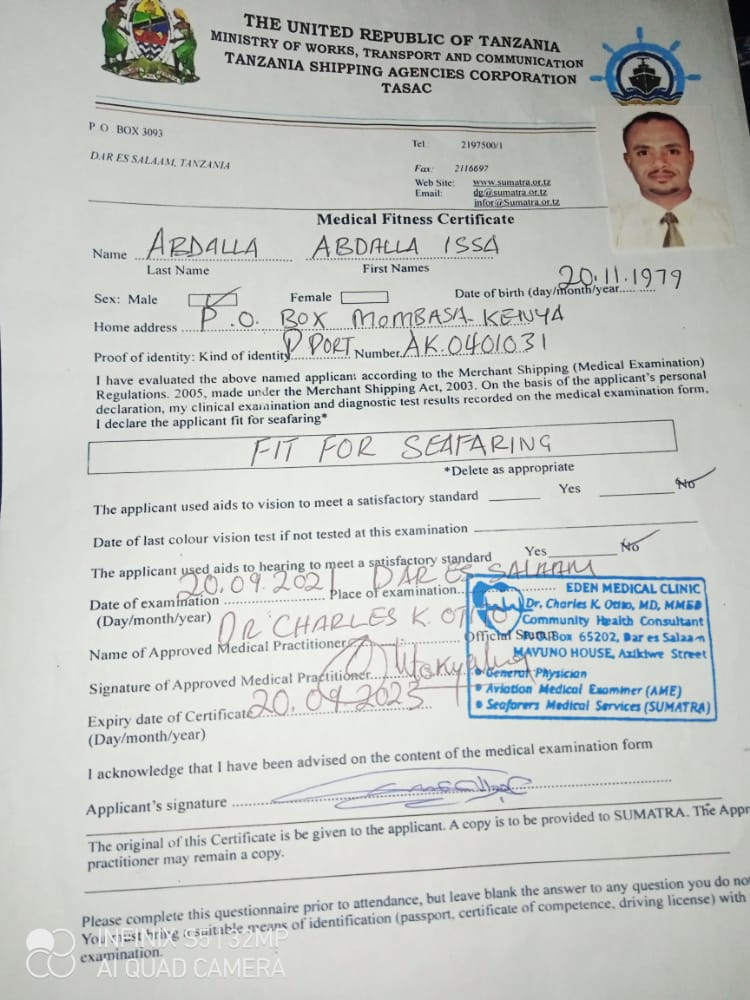 THE UNITED REPUBLIC OF TANZANIA
MINISTRY OF WORKS, TRANSPORT AND COMMUNICATION
TANZANIA SHIPPING AGENCIES CORPORATION
TASAC
P O BOX 3093
DAR ES SALAAM, TANZANIA
Tel: 2197500/1
Fax: 2116697
Web Site: www.sumatra.or.tz
Email: dg@sumatra.or.tz
infor@Sumatra.or.tz
Medical Fitness Certificate
Name ABDALLA ABDALLA ISSA
Last Name First Names
Sex: Male Female Date of birth (day/month/year 20.11.1979
Home address P.O. BOX MOMBASA-KENYA
Proof of identity: Kind of identity PPORT Number AK.0401031
I have evaluated the above named applicant according to the Merchant Shipping (Medical Examination)
Regulations. 2005, made under the Merchant Shipping Act, 2003. On the basis of the applicant's personal
declaration, my clinical examination and diagnostic test results recorded on the medical examination form,
I declare the applicant fit for seafaring*
FIT FOR SEAFARING
*Delete as appropriate
The applicant used aids to vision to meet a satisfactory standard Yes No
Date of last colour vision test if not tested at this examination
The applicant used aids to hearing to meet a satisfactory standard Yes No
Date of examination 20.09.2021 Place of examination DAR ES SALAAM
(Day/month/year)
Name of Approved Medical Practitioner DR CHARLES K. OTTO Official Stamp
Signature of Approved Medical Practitioner
Expiry date of Certificate 20.09.2023
(Day/month/year)
EDEN MEDICAL CLINIC
Dr. Charles K. Otito, MD, MMED
Community Health Consultant
P.O. Box 65202, Dar es Salaam
MAVUNO HOUSE, Azikiwe Street
General Physician
Aviation Medical Examiner (AME)
Seafarers Medical Services (SUMATRA)
I acknowledge that I have been advised on the content of the medical examination form
Applicant's signature
The original of this Certificate is be given to the applicant. A copy is to be provided to SUMATRA. The Appr
practitioner may remain a copy.
Please complete this questionnaire prior to attendance, but leave blank the answer to any question you do no
You must bring a suitable means of identification (passport, certificate of competence, driving license) with
examination.
INFINIX S5 | 32MP
AI QUAD CAMERA